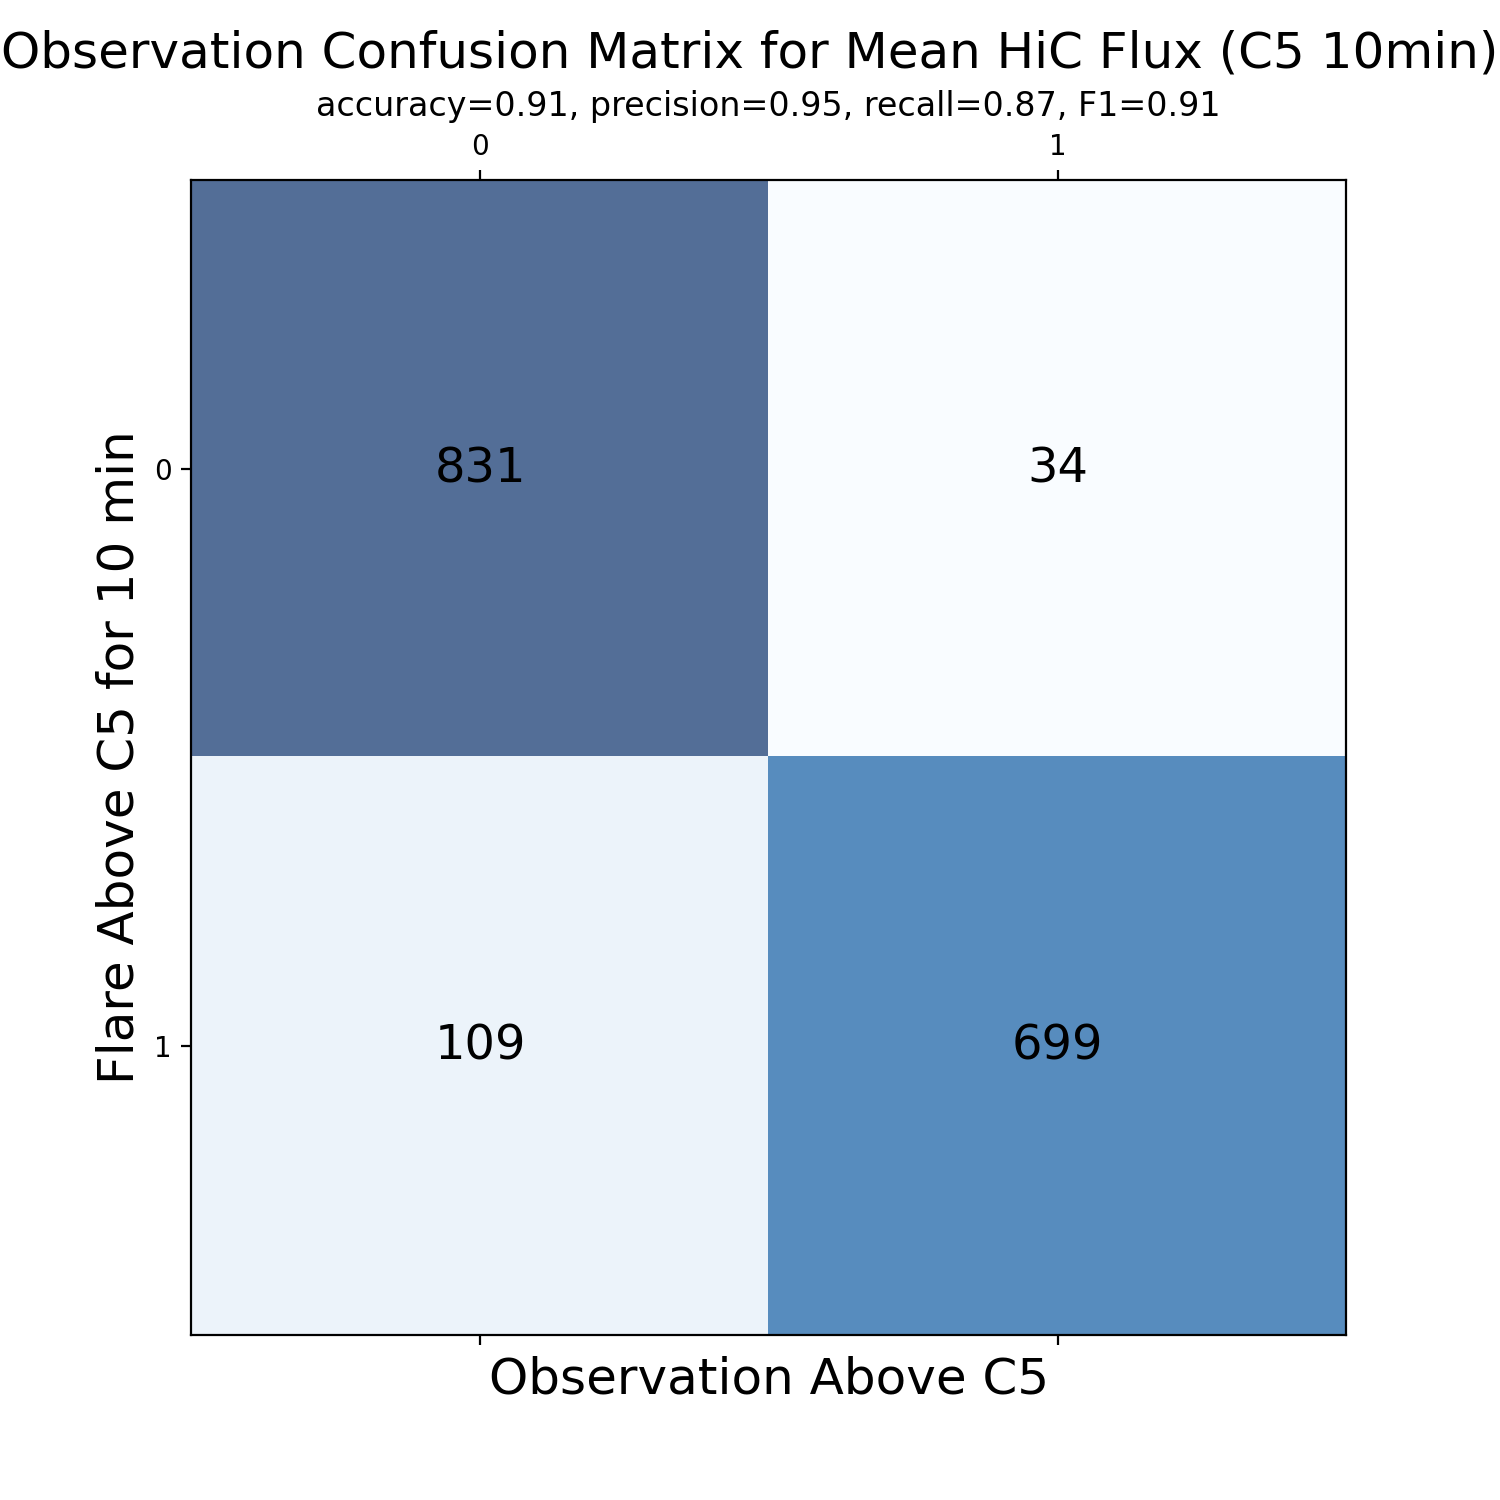 Observation Confusion Matrix for Mean HiC Flux (C5 10min)
accuracy=0.91, precision=0.95, recall=0.87, F1=0.91
0 1
Flare Above C5 for 10 min
0 831 34
1 109 699
Observation Above C5